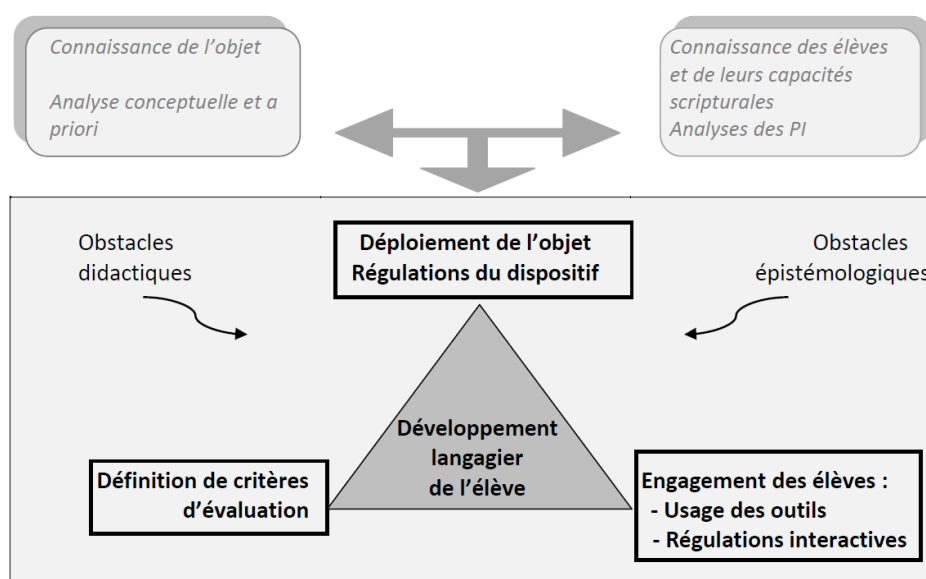 Connaissance de l’objet
Analyse conceptuelle et a
priori
Connaissance des élèves
et de leurs capacités
scripturales
Analyses des PI
Obstacles
didactiques
Déploiement de l’objet
Régulations du dispositif
Obstacles
épistémologiques
Développement
langagier
de l’élève
Définition de critères
d’évaluation
Engagement des élèves :
- Usage des outils
- Régulations interactives